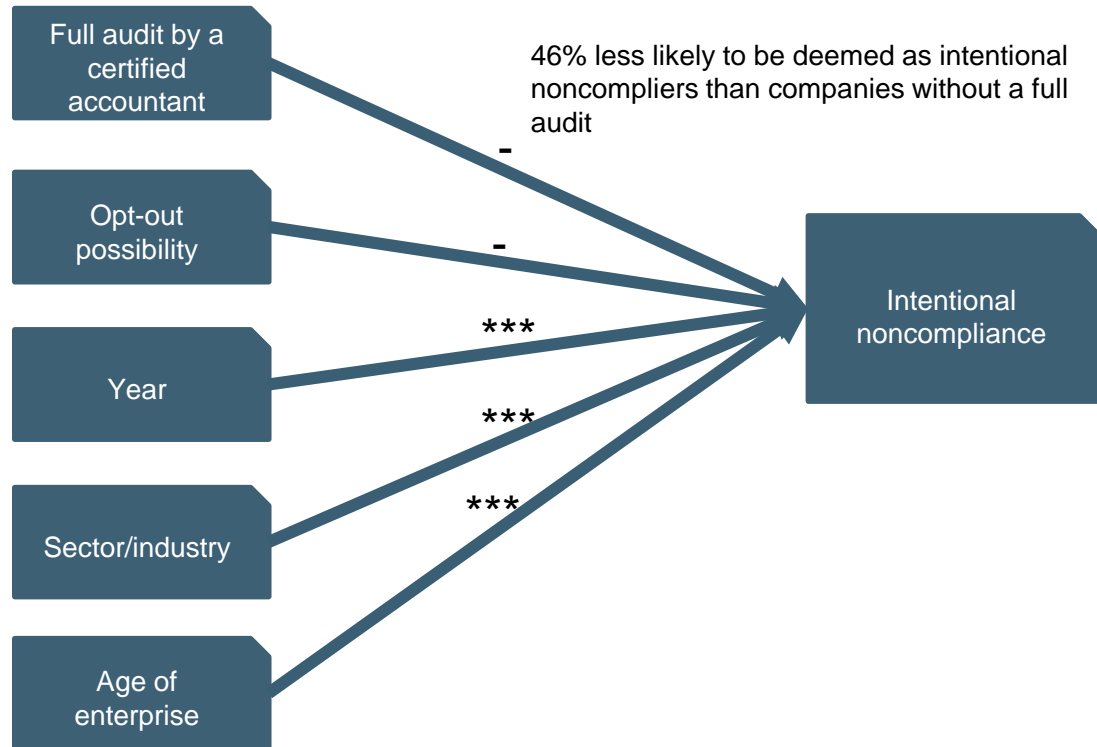 Full audit by a
certified
accountant
46% less likely to be deemed as intentional
noncompliers than companies without a full
audit
-
Opt-out
possibility
-
Intentional
noncompliance
Year
***
***
Sector/industry
***
Age of
enterprise